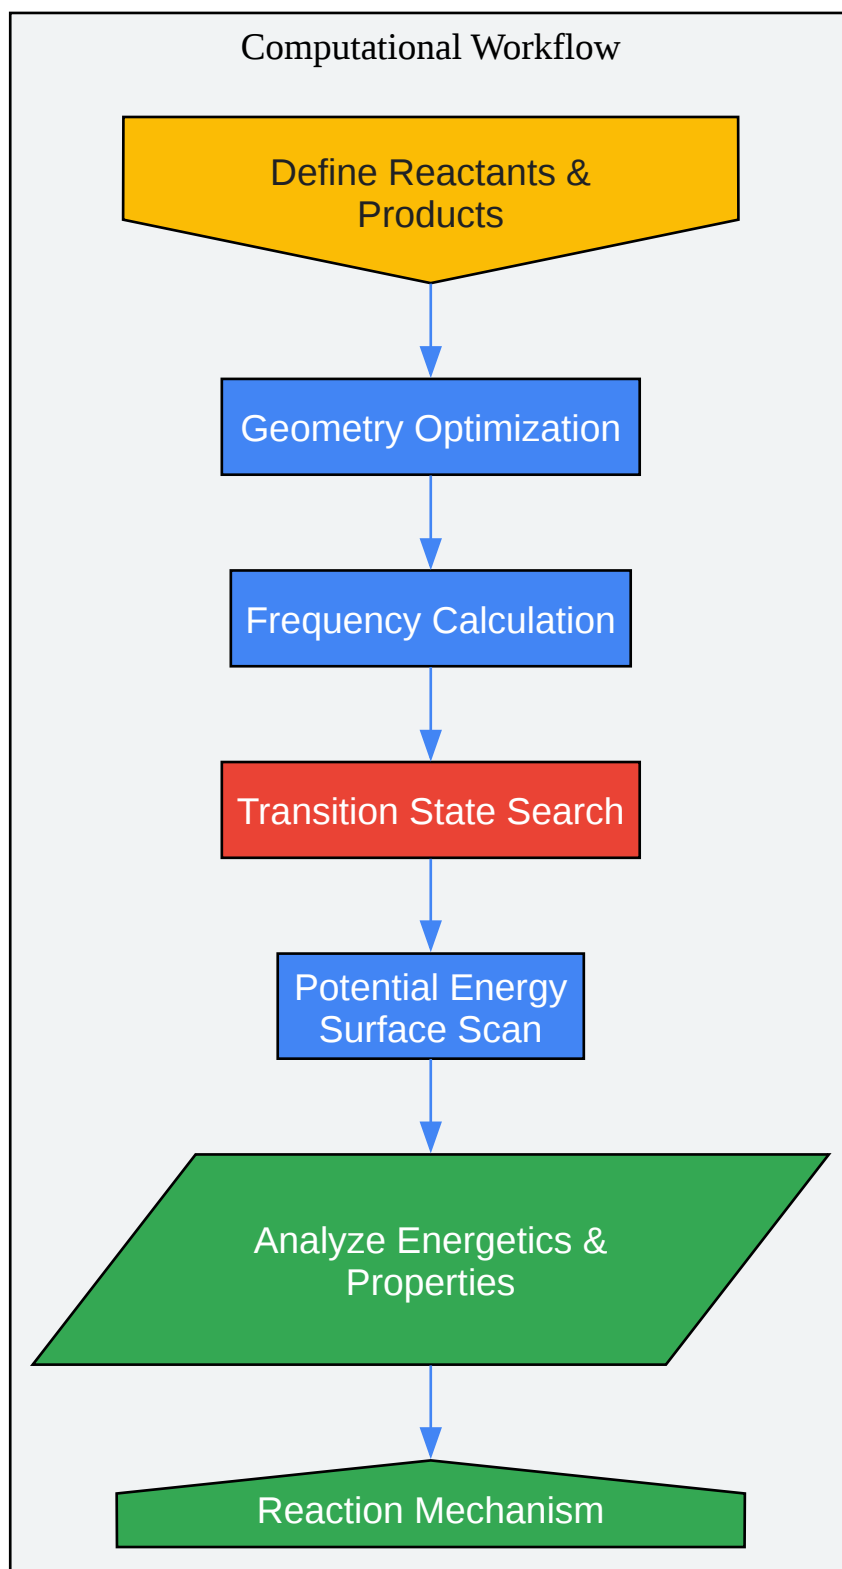 Computational Workflow
Define Reactants &
Products
Geometry Optimization
Frequency Calculation
Transition State Search
Potential Energy
Surface Scan
Analyze Energetics &
Properties
Reaction Mechanism